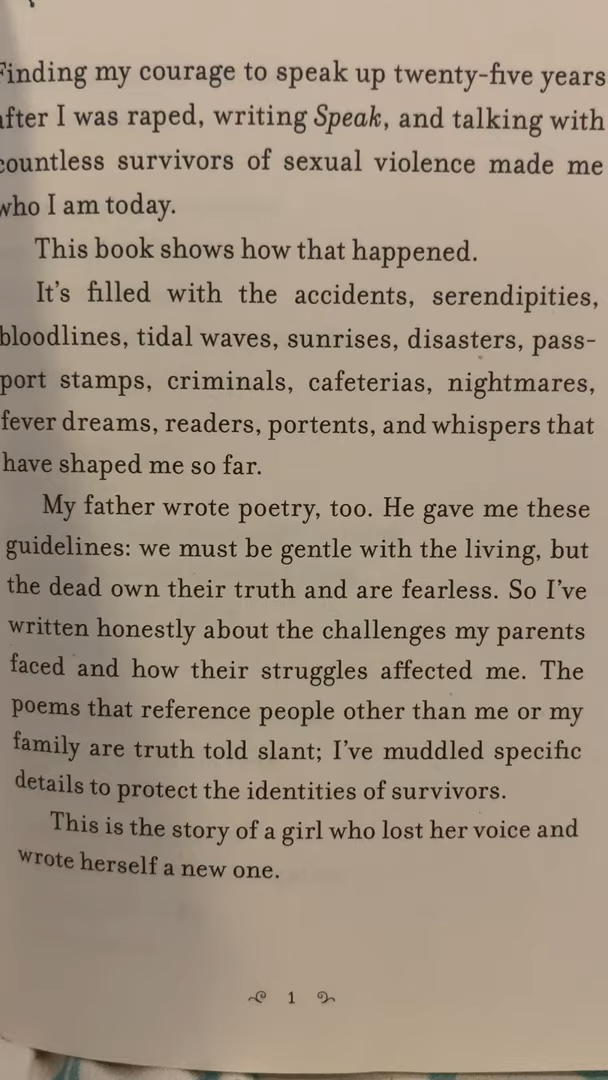 Finding my courage to speak up twenty-five years
after I was raped, writing Speak, and talking with
countless survivors of sexual violence made me
who I am today.
This book shows how that happened.
It's filled with the accidents, serendipities,
bloodlines, tidal waves, sunrises, disasters, pass-
port stamps, criminals, cafeterias, nightmares,
fever dreams, readers, portents, and whispers that
have shaped me so far.
My father wrote poetry, too. He gave me these
guidelines: we must be gentle with the living, but
the dead own their truth and are fearless. So I've
written honestly about the challenges my parents
faced and how their struggles affected me. The
poems that reference people other than me or my
family are truth told slant; I've muddled specific
details to protect the identities of survivors.
This is the story of a girl who lost her voice and
wrote herself a new one.
1